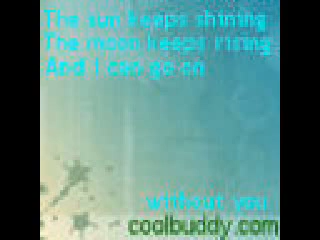 The sun keeps shining
The moon keeps rising
And I can go on
without you
coolbuddy.com